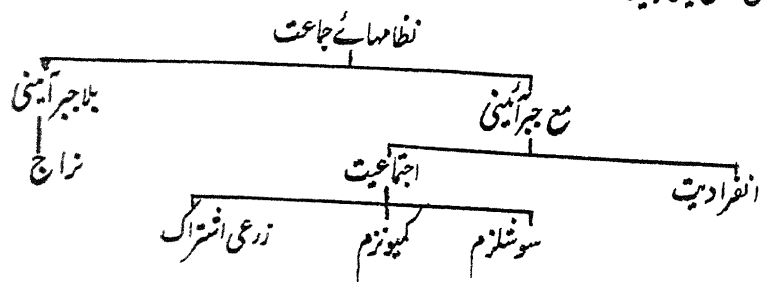 نظامہائے جماعت
مع جبر آئینی بلا جبر آئینی
انفرادیت اجتماعیت نراج
سوشلزم کمیونزم زرعی اشتراک